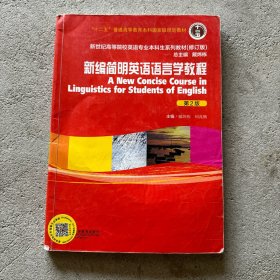 "十二五"普通高等教育本科国家级规划教材
新世纪高等院校英语专业本科生系列教材(修订版)
总主编 戴炜栋
新编简明英语语言学教程
A New Concise Course in
Linguistics for Students of English
第2版
主编